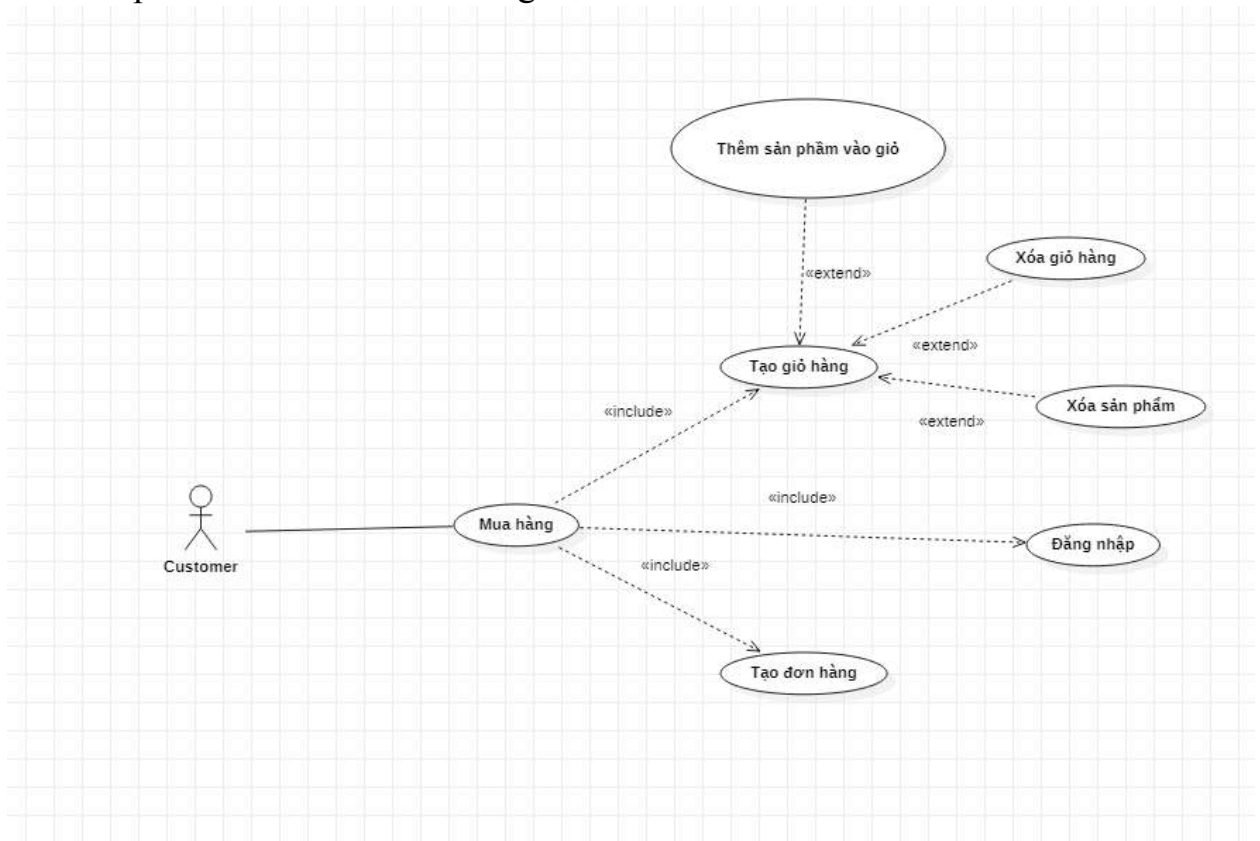 Thêm sản phầm vào giỏ
Xóa giỏ hàng
«extend»
«extend»
Tạo giỏ hàng
Xóa sản phẩm
«include»
«extend»
«include»
Mua hàng
Đăng nhập
«include»
Customer
Tạo đơn hàng